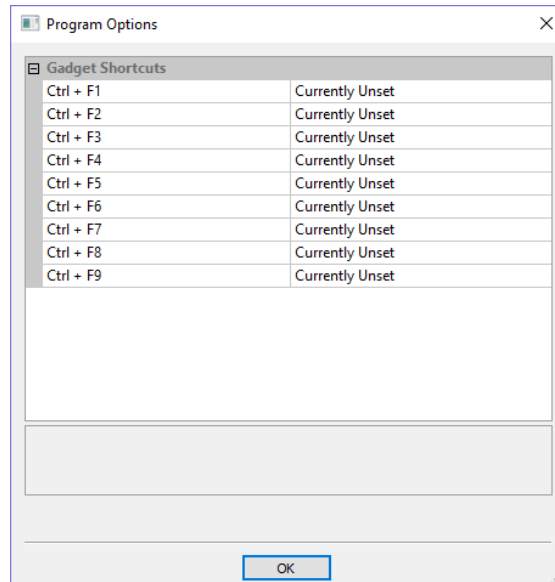 Program Options
Gadget Shortcuts
Ctrl + F1 Currently Unset
Ctrl + F2 Currently Unset
Ctrl + F3 Currently Unset
Ctrl + F4 Currently Unset
Ctrl + F5 Currently Unset
Ctrl + F6 Currently Unset
Ctrl + F7 Currently Unset
Ctrl + F8 Currently Unset
Ctrl + F9 Currently Unset
OK